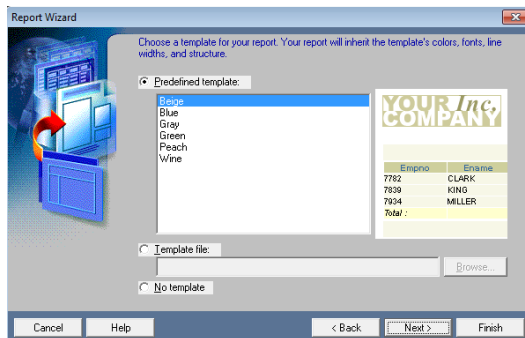 Report Wizard
Choose a template for your report. Your report will inherit the template's colors, fonts, line
widths, and structure.
Predefined template:
Beige
Blue
Gray
Green
Peach
Wine
YOUR Inc,
COMPANY
Empno Ename
7782 CLARK
7839 KING
7934 MILLER
Total :
Template file:
Browse...
No template
Cancel Help < Back Next > Finish